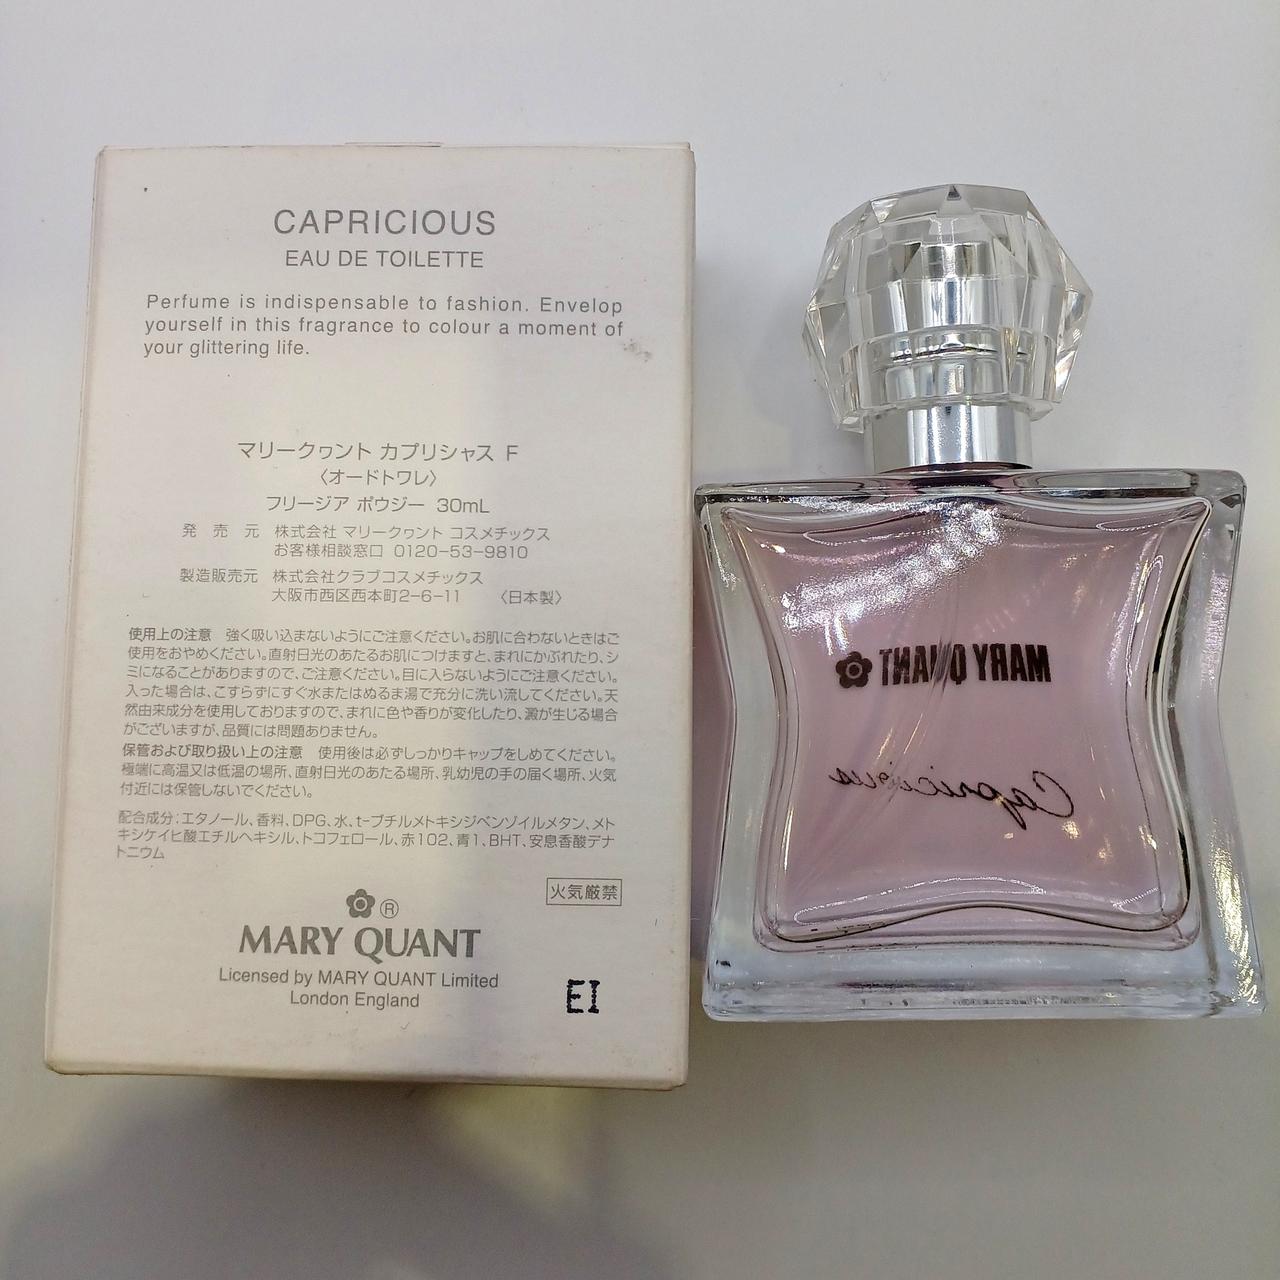 CAPRICIOUS
EAU DE TOILETTE
Perfume is indispensable to fashion. Envelop
yourself in this fragrance to colour a moment of
your glittering life.
マリークヮント カプリシャス F
〈オードトワレ〉
フリージア ボウジー 30mL
発 売 元 株式会社 マリークヮント コスメチックス
お客様相談窓口 0120-53-9810
製造販売元 株式会社クラブコスメチックス
大阪市西区西本町2-6-11 〈日本製〉
使用上の注意 強く吸い込まないようにご注意ください。お肌に合わないときはご
使用をおやめください。直射日光のあたるお肌につけますと、まれにかぶれたり、シ
ミになることがありますので、ご注意ください。目に入らないようにご注意ください。
入った場合は、こすらずにすぐ水またはぬるま湯で充分に洗い流してください。天
然由来成分を使用しておりますので、まれに色や香りが変化したり、澱が生じる場合
がございますが、品質には問題ありません。
保管および取り扱い上の注意 使用後は必ずしっかりキャップをしめてください。
極端に高温又は低温の場所、直射日光のあたる場所、乳幼児の手の届く場所、火気
付近には保管しないでください。
配合成分:エタノール、香料、DPG、水、t-ブチルメトキシジベンゾイルメタン、メト
キシケイヒ酸エチルヘキシル、トコフェロール、赤102、青1、BHT、安息香酸デナ
トニウム
火気厳禁
®
MARY QUANT
Licensed by MARY QUANT Limited
London England
EI
MARY QUANT
Capricious